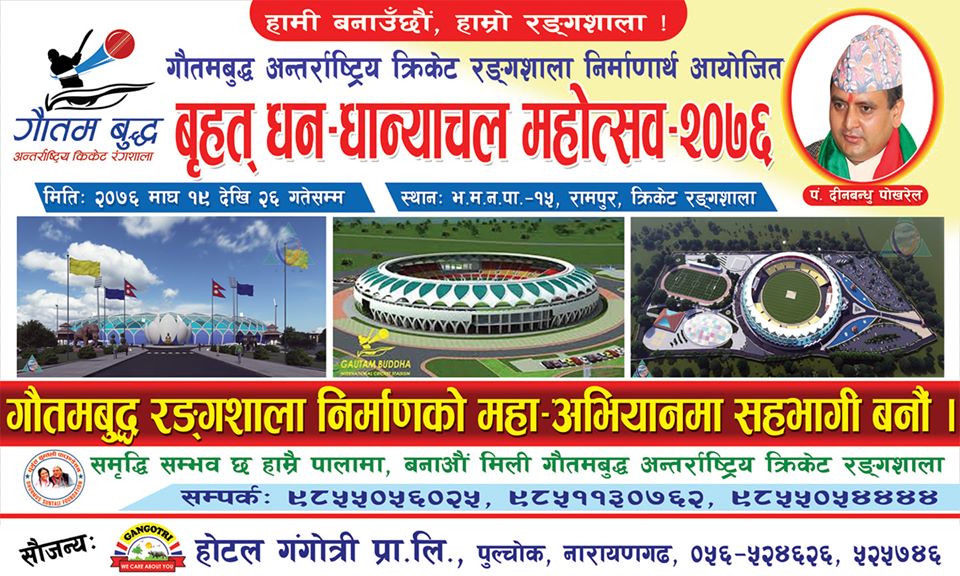 हामी बनाउँछौं, हाम्रो रङ्गशाला !
गौतमबुद्ध अन्तर्राष्ट्रिय क्रिकेट रङ्गशाला निर्माणार्थ आयोजित
गौतम बुद्ध
अन्तर्राष्ट्रिय क्रिकेट रंगशाला
बृहत् धन-धान्याचल महोत्सव-२०७६
मितिः २०७६ माघ १९ देखि २६ गतेसम्म
स्थानः भ.म.न.पा.-१५, रामपुर, क्रिकेट रङ्गशाला
पं. दीनबन्धु पोखरेल
GAUTAM BUDDHA
INTERNATIONAL CRICKET STADIUM
गौतमबुद्ध रङ्गशाला निर्माणको महा-अभियानमा सहभागी बनौं ।
समृद्धि सम्भव छ हाम्रै पालामा, बनाऔं मिली गौतमबुद्ध अन्तर्राष्ट्रिय क्रिकेट रङ्गशाला
DHURMUS SUNTALI FOUNDATION
सम्पर्कः ९८५५०५६०२५, ९८५११३०७६२, ९८५५०५४४४४
सौजन्यः
GANGOTRI
WE CARE ABOUT YOU
होटल गंगोत्री प्रा.लि., पुल्चोक, नारायणगढ, ०५६-५२४६२६, ५२५७४६